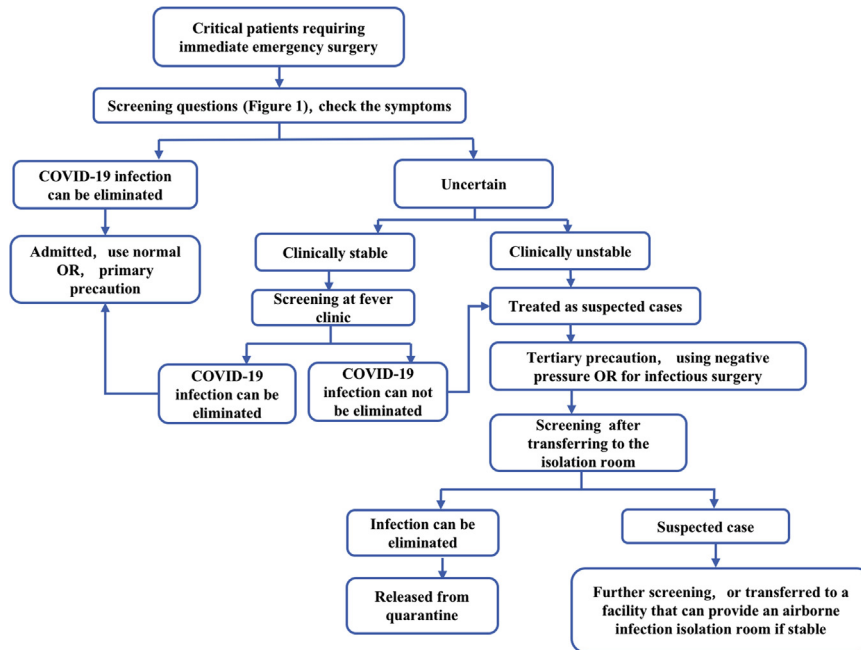 Critical patients requiring
immediate emergency surgery
Screening questions (Figure 1), check the symptoms
COVID-19 infection
can be eliminated
Uncertain
Admitted, use normal
OR, primary
precaution
Clinically stable
Clinically unstable
Screening at fever
clinic
Treated as suspected cases
COVID-19
infection can be
eliminated
COVID-19
infection can not
be eliminated
Tertiary precaution, using negative
pressure OR for infectious surgery
Screening after
transferring to the
isolation room
Infection can be
eliminated
Suspected case
Released from
quarantine
Further screening, or transferred to a
facility that can provide an airborne
infection isolation room if stable